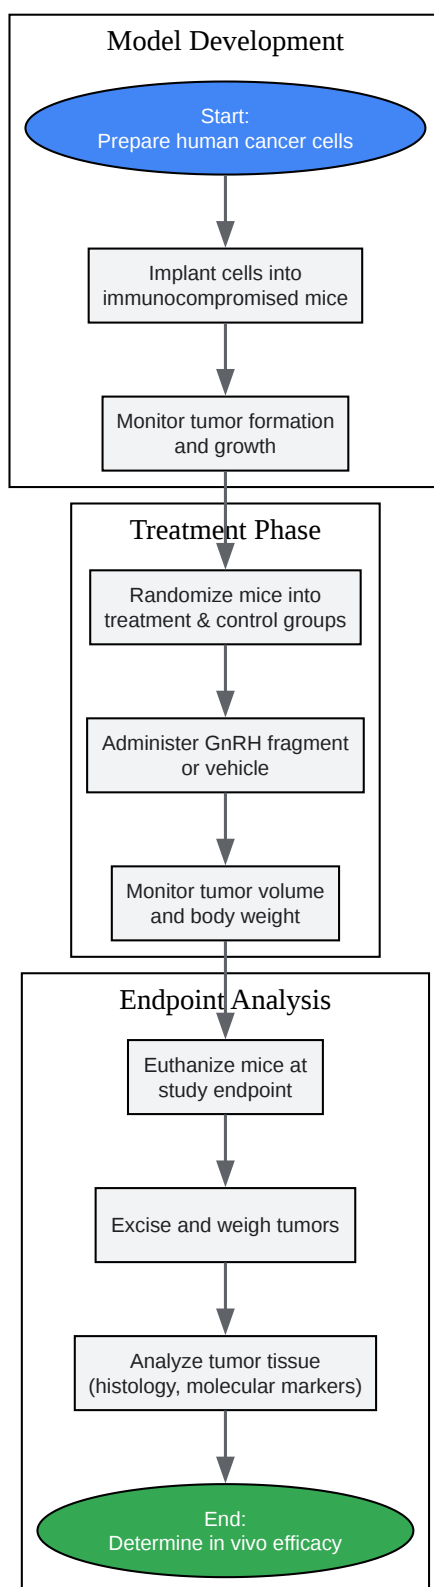 Model Development
Start:
Prepare human cancer cells
Implant cells into
immunocompromised mice
Monitor tumor formation
and growth
Treatment Phase
Randomize mice into
treatment & control groups
Administer GnRH fragment
or vehicle
Monitor tumor volume
and body weight
Endpoint Analysis
Euthanize mice at
study endpoint
Excise and weigh tumors
Analyze tumor tissue
(histology, molecular markers)
End:
Determine in vivo efficacy